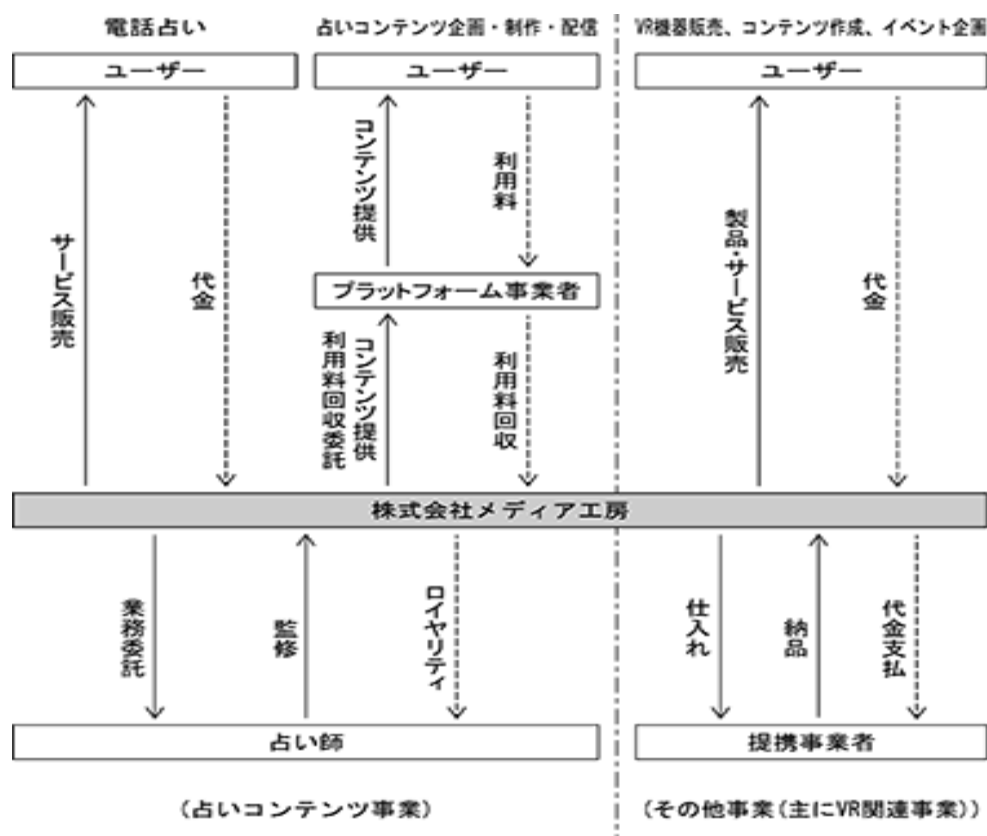 電話占い
占いコンテンツ企画・制作・配信
VR機器販売、コンテンツ作成、イベント企画
ユーザー
ユーザー
ユーザー
サービス販売
代金
コンテンツ提供
利用料
製品・サービス販売
代金
プラットフォーム事業者
コンテンツ提供
利用料回収委託
利用料回収
株式会社メディア工房
業務委託
監修
ロイヤリティ
仕入れ
納品
代金支払
占い師
提携事業者
(占いコンテンツ事業)
(その他事業(主にVR関連事業))